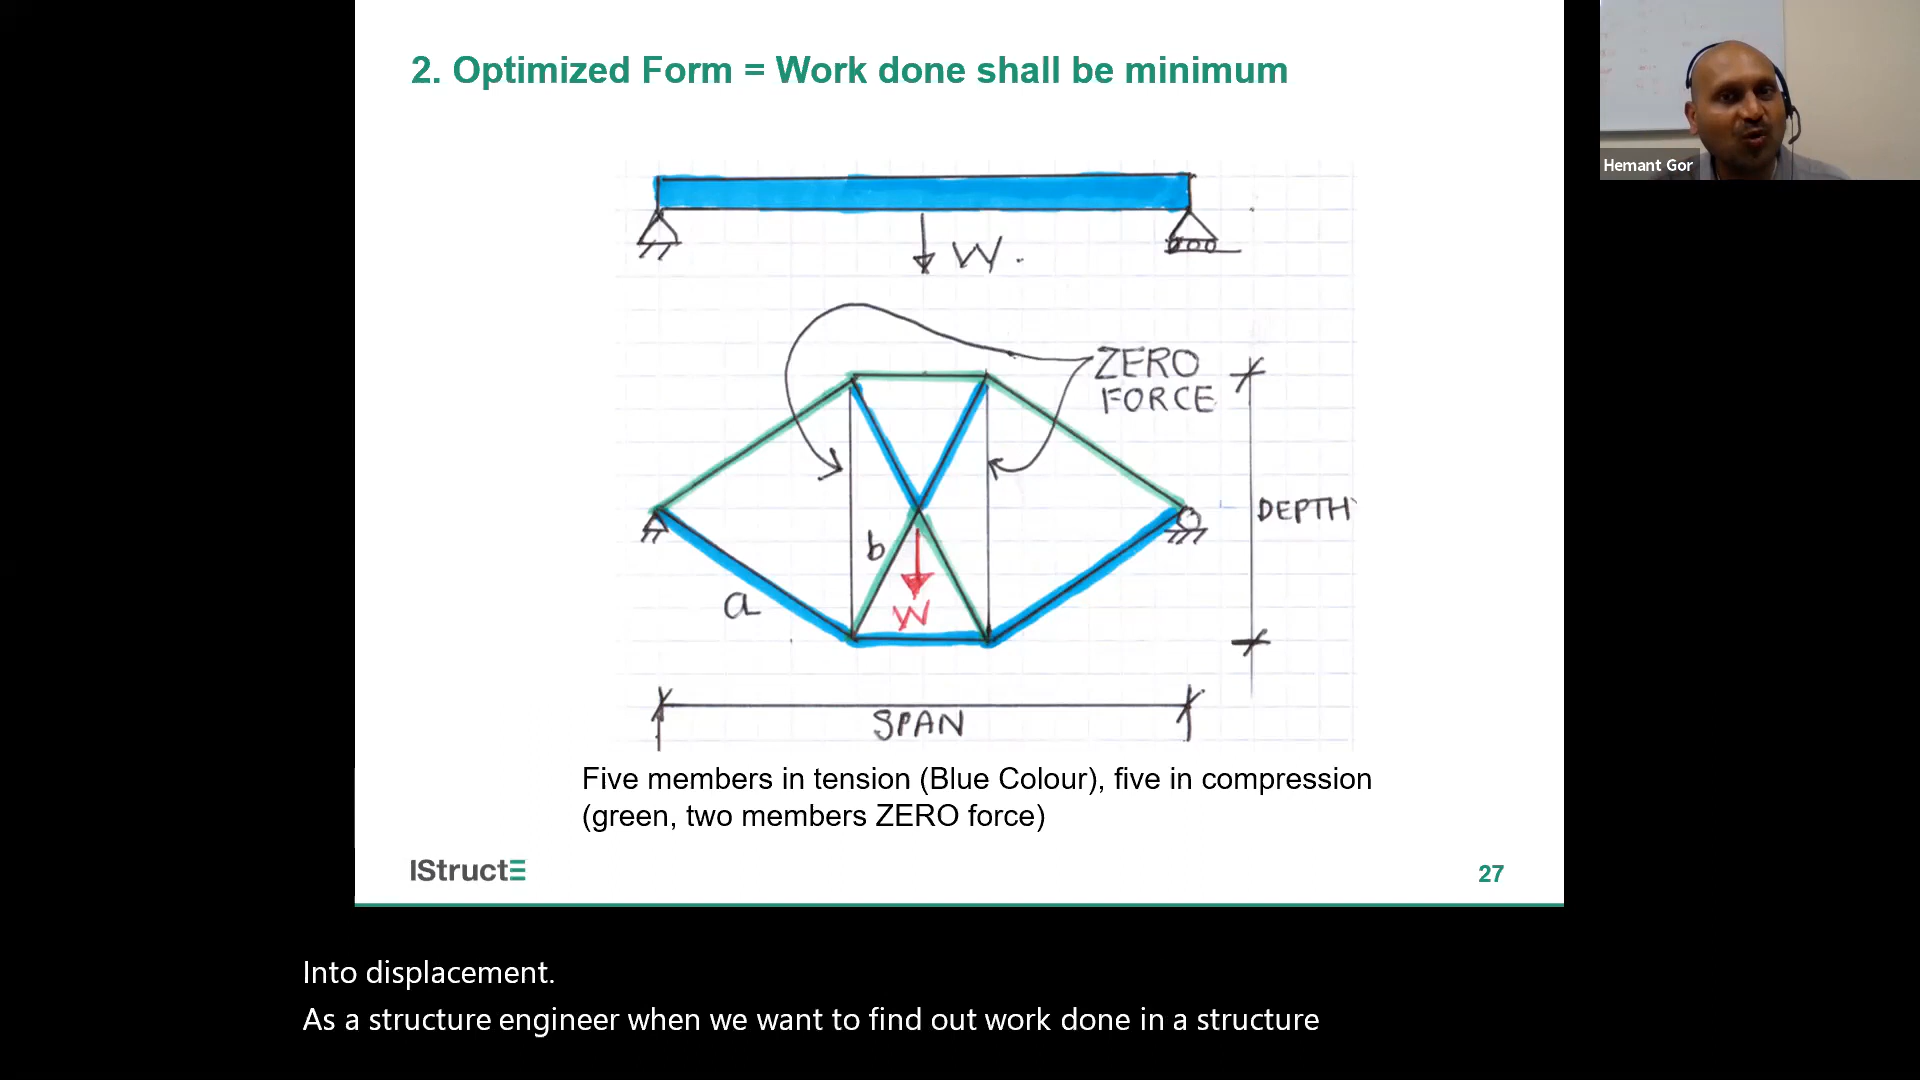 2. Optimized Form = Work done shall be minimum
Hemant Gor
W.
ZERO
FORCE
DEPTH
b
W
a
SPAN
Five members in tension (Blue Colour), five in compression
(green, two members ZERO force)
IStructE
27
Into displacement.
As a structure engineer when we want to find out work done in a structure